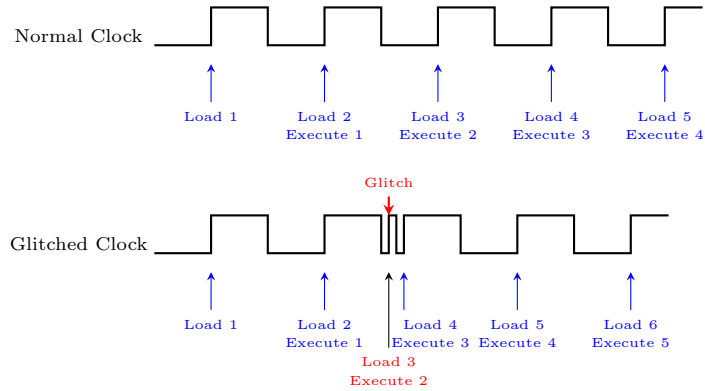 Normal Clock
Load 1
Load 2
Execute 1
Load 3
Execute 2
Load 4
Execute 3
Load 5
Execute 4
Glitch
Glitched Clock
Load 1
Load 2
Execute 1
Load 3
Execute 2
Load 4
Execute 3
Load 5
Execute 4
Load 6
Execute 5